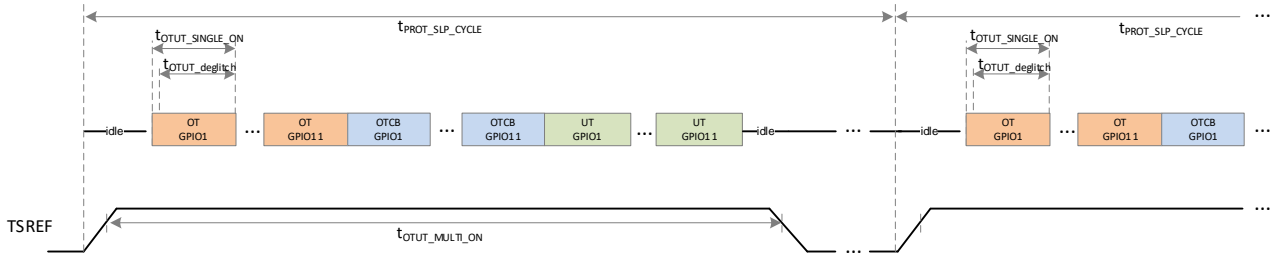 tPROT_SLP_CYCLE tPROT_SLP_CYCLE ...
tOTUT_SINGLE_ON tOTUT_SINGLE_ON
tOTUT_deglitch tOTUT_deglitch
idle OT GPIO1 ... OT GPIO11 OTCB GPIO1 ... OTCB GPIO11 UT GPIO1 ... UT GPIO11 idle ... idle OT GPIO1 ... OT GPIO11 OTCB GPIO1 ...
TSREF ... ...
tOTUT_MULTI_ON